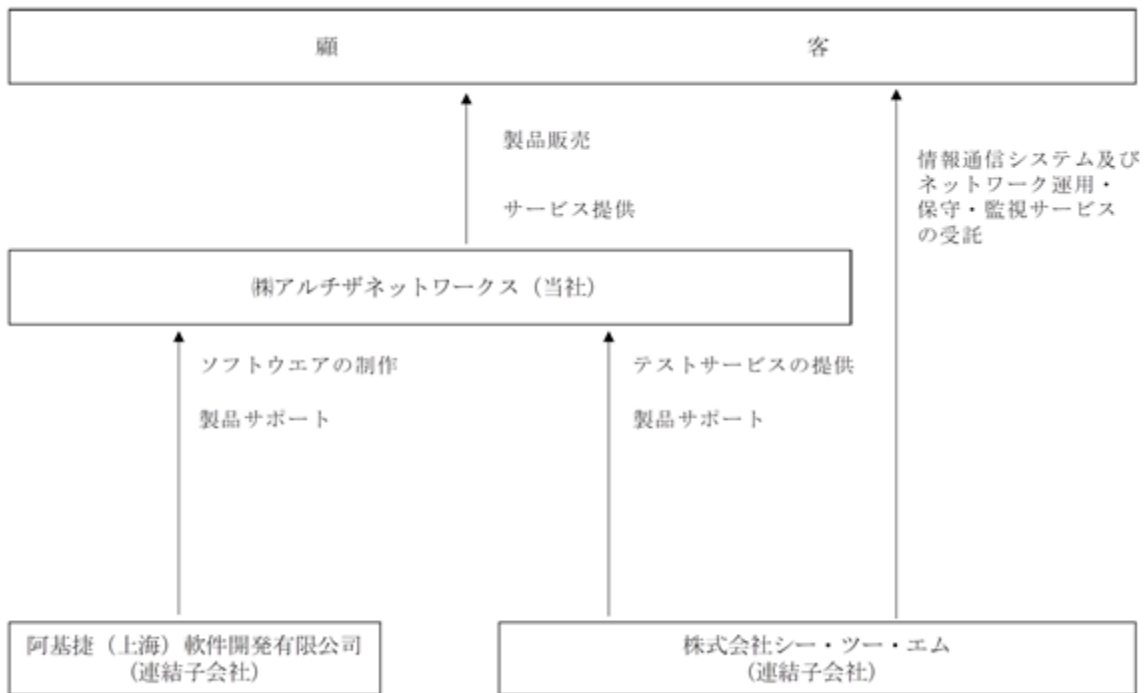 顧客
製品販売
サービス提供
情報通信システム及び
ネットワーク運用・
保守・監視サービス
の受託
㈱アルチザネットワークス（当社）
ソフトウエアの制作
製品サポート
テストサービスの提供
製品サポート
阿基捷（上海）軟件開発有限公司
（連結子会社）
株式会社シー・ツー・エム
（連結子会社）